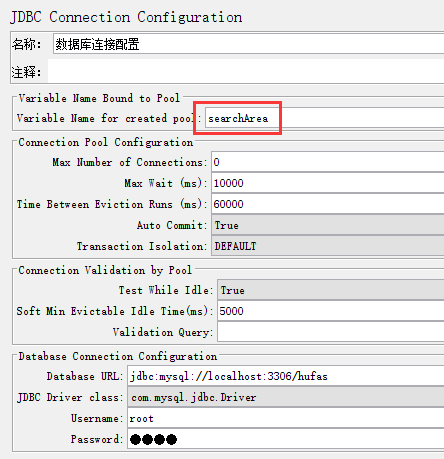 JDBC Connection Configuration
名称: 数据库连接配置
注释:
Variable Name Bound to Pool
Variable Name for created pool: searchArea
Connection Pool Configuration
Max Number of Connections: 0
Max Wait (ms): 10000
Time Between Eviction Runs (ms): 60000
Auto Commit: True
Transaction Isolation: DEFAULT
Connection Validation by Pool
Test While Idle: True
Soft Min Evictable Idle Time(ms): 5000
Validation Query:
Database Connection Configuration
Database URL: jdbc:mysql://localhost:3306/hufas
JDBC Driver class: com.mysql.jdbc.Driver
Username: root
Password: ●●●●